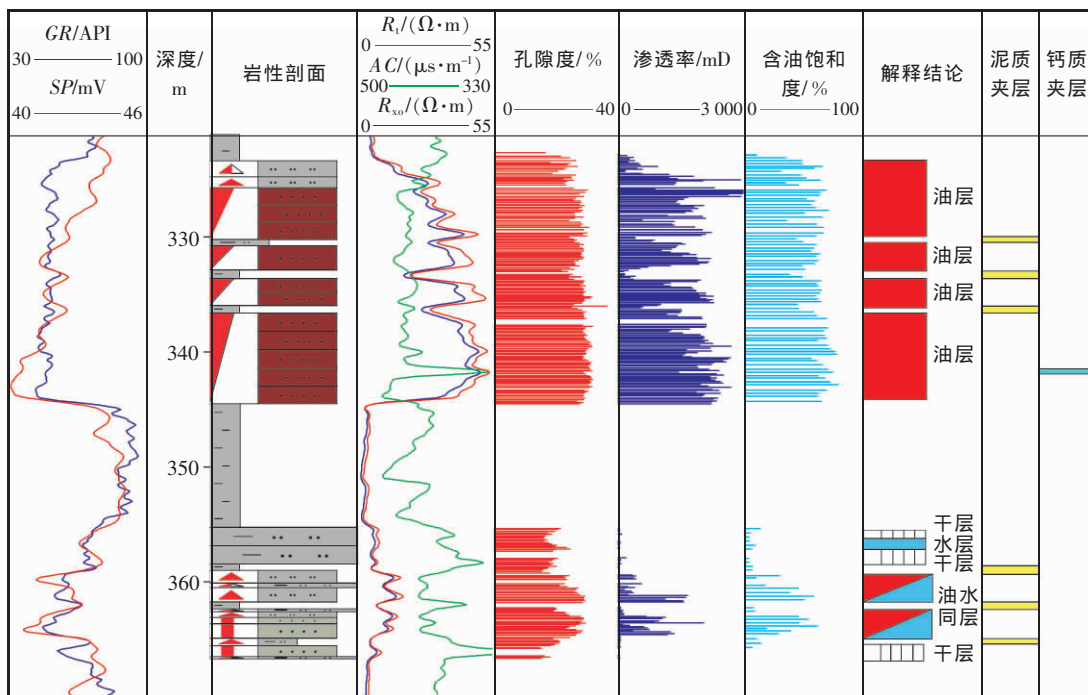 GR/API
30 100
SP/mV
40 46
深度/
m
岩性剖面
Rt/(Ω·m)
0 55
AC/(μs·m⁻¹)
500 330
Rxo/(Ω·m)
0 55
孔隙度/%
0 40
渗透率/mD
0 3 000
含油饱和
度/%
0 100
解释结论
泥质
夹层
钙质
夹层
油层
330
油层
油层
340
油层
350
干层
水层
干层
360
油水
同层
干层